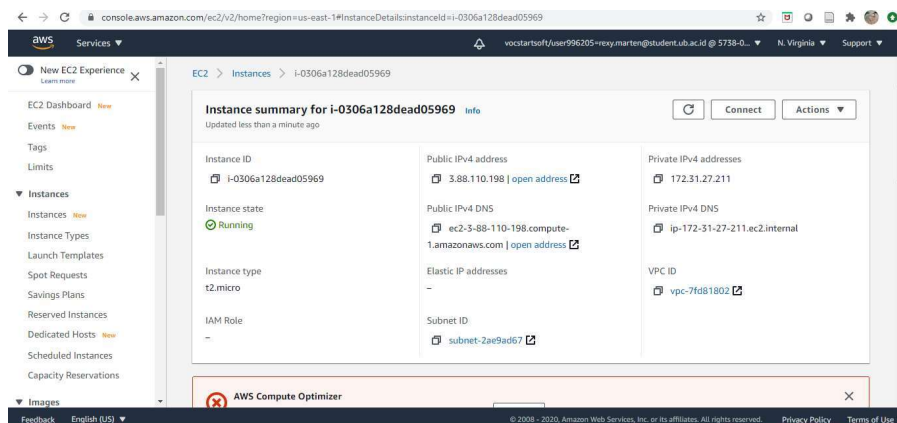 console.aws.amazon.com/ec2/v2/home?region=us-east-1#InstanceDetails:instanceId=i-0306a128dead05969
aws
Services ▼
vocstartsoft/user996205=rexy.marten@student.ub.ac.id @ 5738-0... ▼
N. Virginia ▼
Support ▼
New EC2 Experience
Learn more
EC2 Dashboard New
Events New
Tags
Limits
▼ Instances
Instances New
Instance Types
Launch Templates
Spot Requests
Savings Plans
Reserved Instances
Dedicated Hosts New
Scheduled Instances
Capacity Reservations
▼ Images
EC2 > Instances > i-0306a128dead05969
Instance summary for i-0306a128dead05969 Info
Updated less than a minute ago
Connect
Actions ▼
Instance ID
i-0306a128dead05969
Public IPv4 address
3.88.110.198 | open address
Private IPv4 addresses
172.31.27.211
Instance state
Running
Public IPv4 DNS
ec2-3-88-110-198.compute-
1.amazonaws.com | open address
Private IPv4 DNS
ip-172-31-27-211.ec2.internal
Instance type
t2.micro
Elastic IP addresses
–
VPC ID
vpc-7fd81802
IAM Role
–
Subnet ID
subnet-2ae9ad67
AWS Compute Optimizer
Feedback
English (US) ▼
© 2008 - 2020, Amazon Web Services, Inc. or its affiliates. All rights reserved.
Privacy Policy
Terms of Use